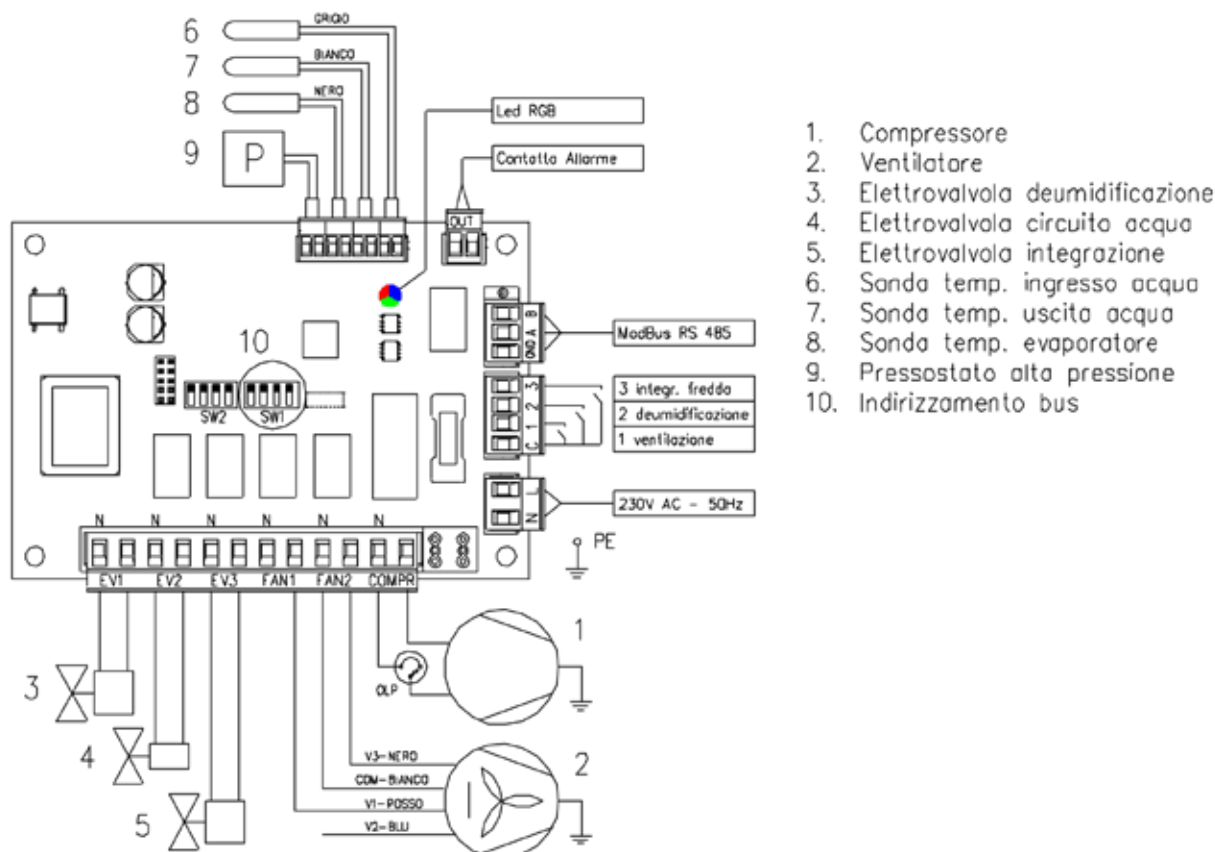 6 GRIGIO
7 BIANCO
8 NERO
9 P
Led RGB
Contatto Allarme
OUT
10
SW2 SW1
GND A B
ModBus RS 485
C 1 2 3
3 integr. fredda
2 deumidificazione
1 ventilazione
N L
230V AC - 50Hz
PE
N N N N N N
EV1 EV2 EV3 FAN1 FAN2 COMPR
OLP
1
3
4
5
V3-NERO
COM-BIANCO
V1-ROSSO
V2-BLU
2
1. Compressore
2. Ventilatore
3. Elettrovalvola deumidificazione
4. Elettrovalvola circuito acqua
5. Elettrovalvola integrazione
6. Sonda temp. ingresso acqua
7. Sonda temp. uscita acqua
8. Sonda temp. evaporatore
9. Pressostato alta pressione
10. Indirizzamento bus